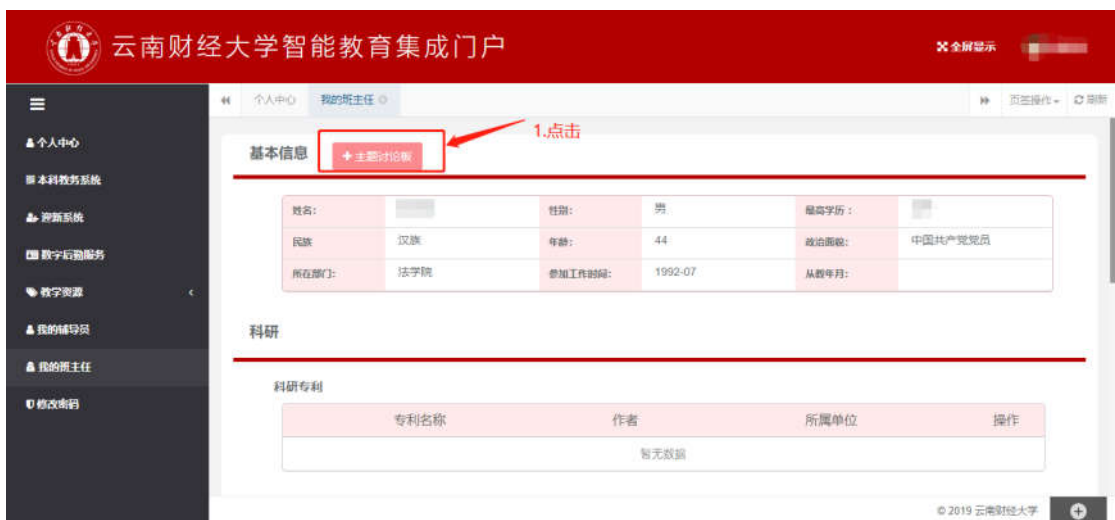 云南财经大学智能教育集成门户
全屏显示
个人中心 我的班主任 页签操作 刷新
个人中心
本科教务系统
迎新系统
数字后勤服务
教学资源
我的辅导员
我的班主任
修改密码
1.点击
基本信息 +主题讨论板
姓名: 性别: 男 最高学历:
民族 汉族 年龄: 44 政治面貌: 中国共产党党员
所在部门: 法学院 参加工作时间: 1992-07 从教年月:
科研
科研专利
专利名称 作者 所属单位 操作
暂无数据
© 2019 云南财经大学